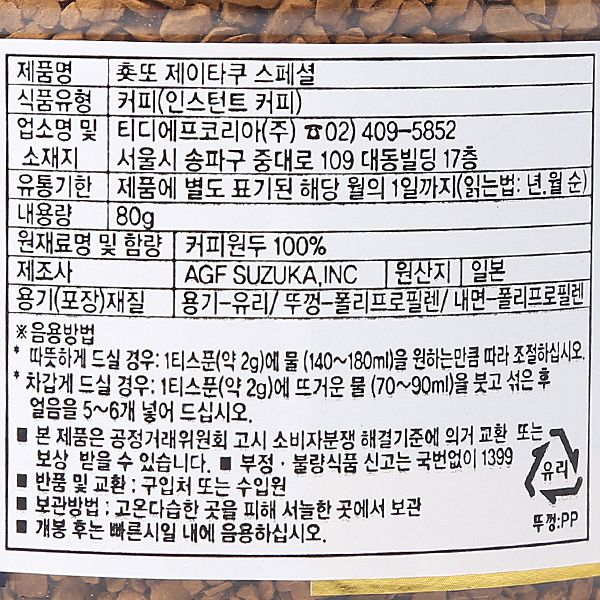 제품명 춋또 제이타쿠 스페셜
식품유형 커피(인스턴트 커피)
업소명 및 티디에프코리아(주) ☎02) 409-5852
소재지 서울시 송파구 중대로 109 대동빌딩 17층
유통기한 제품에 별도 표기된 해당 월의 1일까지(읽는법: 년.월 순)
내용량 80g
원재료명 및 함량 커피원두 100%
제조사 AGF SUZUKA,INC 원산지 일본
용기(포장)재질 용기-유리/ 뚜껑-폴리프로필렌/ 내면-폴리프로필렌
※음용방법
* 따뜻하게 드실 경우: 1티스푼(약 2g)에 물 (140~180ml)을 원하는만큼 따라 조절하십시오.
* 차갑게 드실 경우: 1티스푼(약 2g)에 뜨거운 물 (70~90ml)을 붓고 섞은 후
얼음을 5~6개 넣어 드십시오.
■ 본 제품은 공정거래위원회 고시 소비자분쟁 해결기준에 의거 교환 또는
보상 받을 수 있습니다. ■ 부정·불량식품 신고는 국번없이 1399
■ 반품 및 교환 : 구입처 또는 수입원
■ 보관방법 : 고온다습한 곳을 피해 서늘한 곳에서 보관
■ 개봉 후는 빠른시일 내에 음용하십시오.
유리
뚜껑:PP